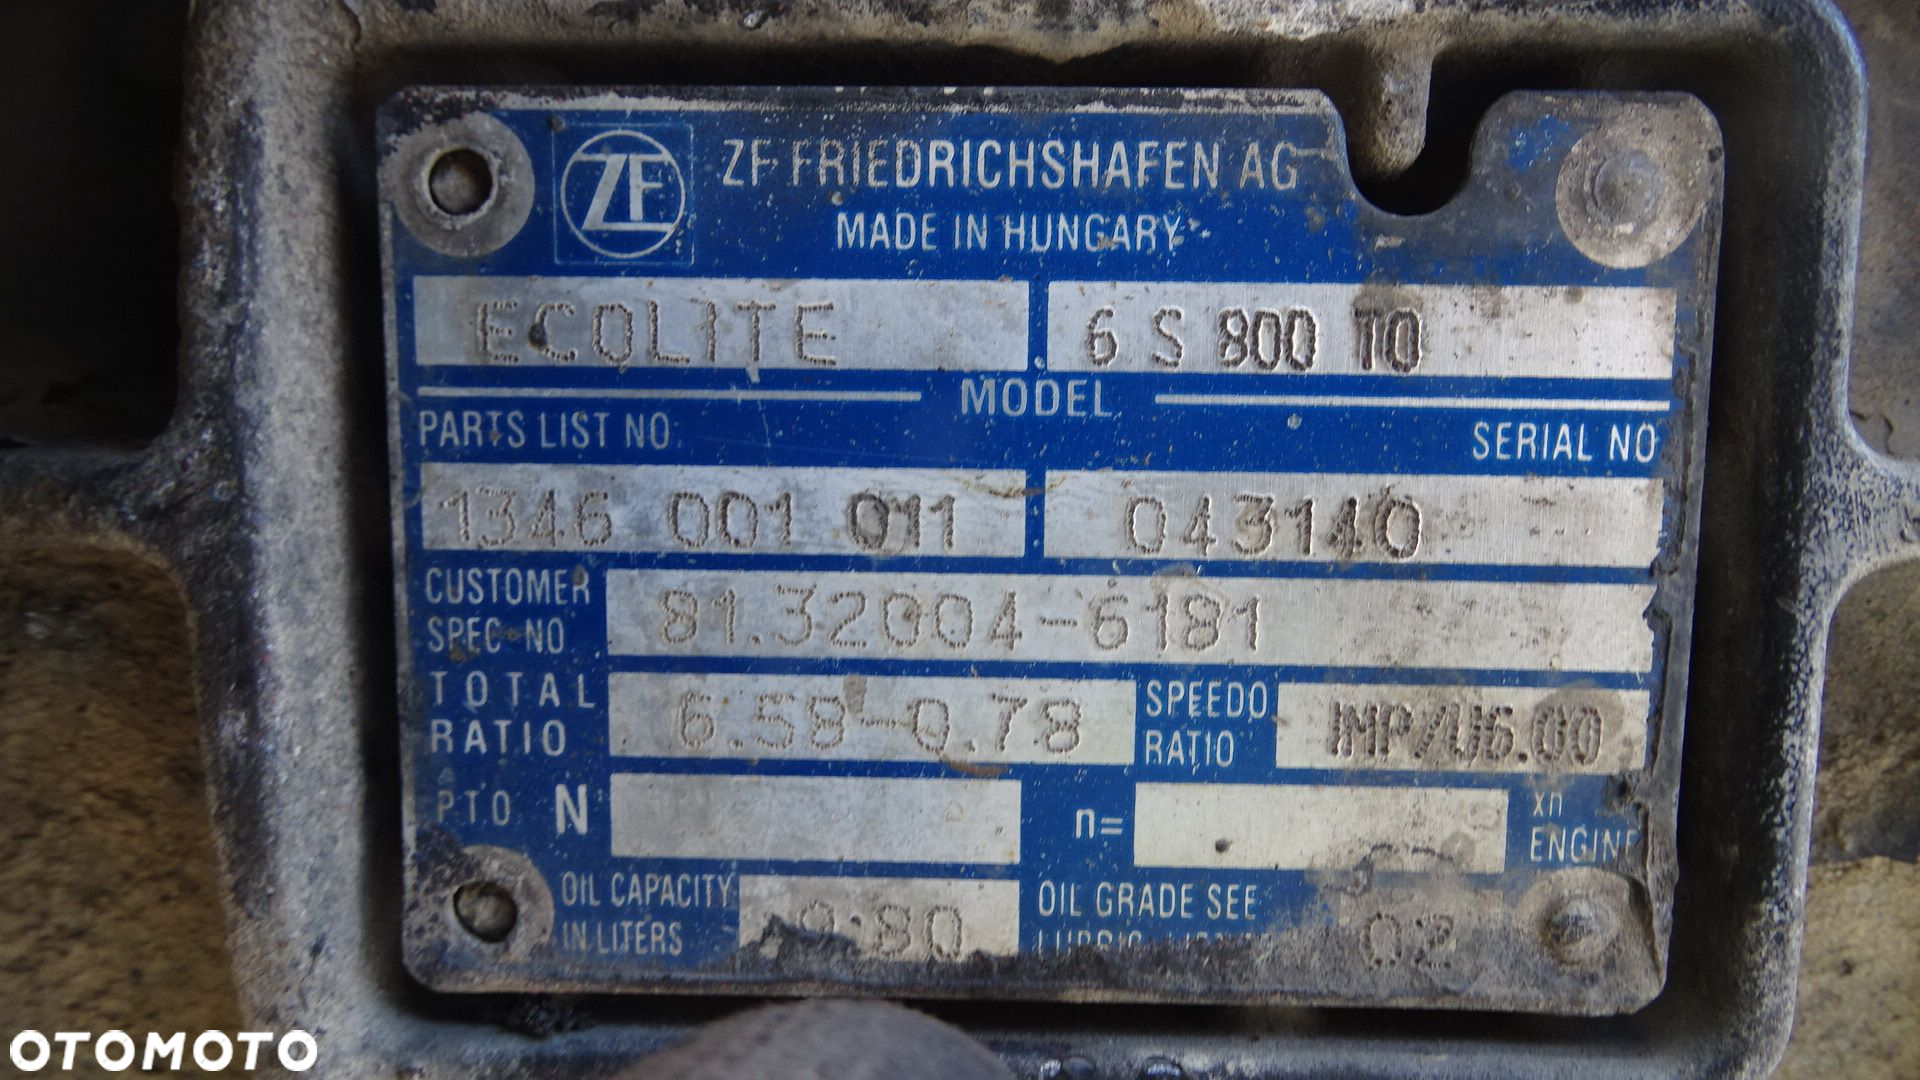 ZF
ZF FRIEDRICHSHAFEN AG
MADE IN HUNGARY
ECOLITE 6 S 800 TO
MODEL
PARTS LIST NO SERIAL NO
1346 001 011 043140
CUSTOMER
SPEC-NO
81.32004-6181
TOTAL
RATIO
6.58-0.78
SPEEDO
RATIO
IMP/U6.00
P.T.O N n= xn
ENGINE
OIL CAPACITY
IN LITERS
9.80
OIL GRADE SEE
02
OTOMOTO